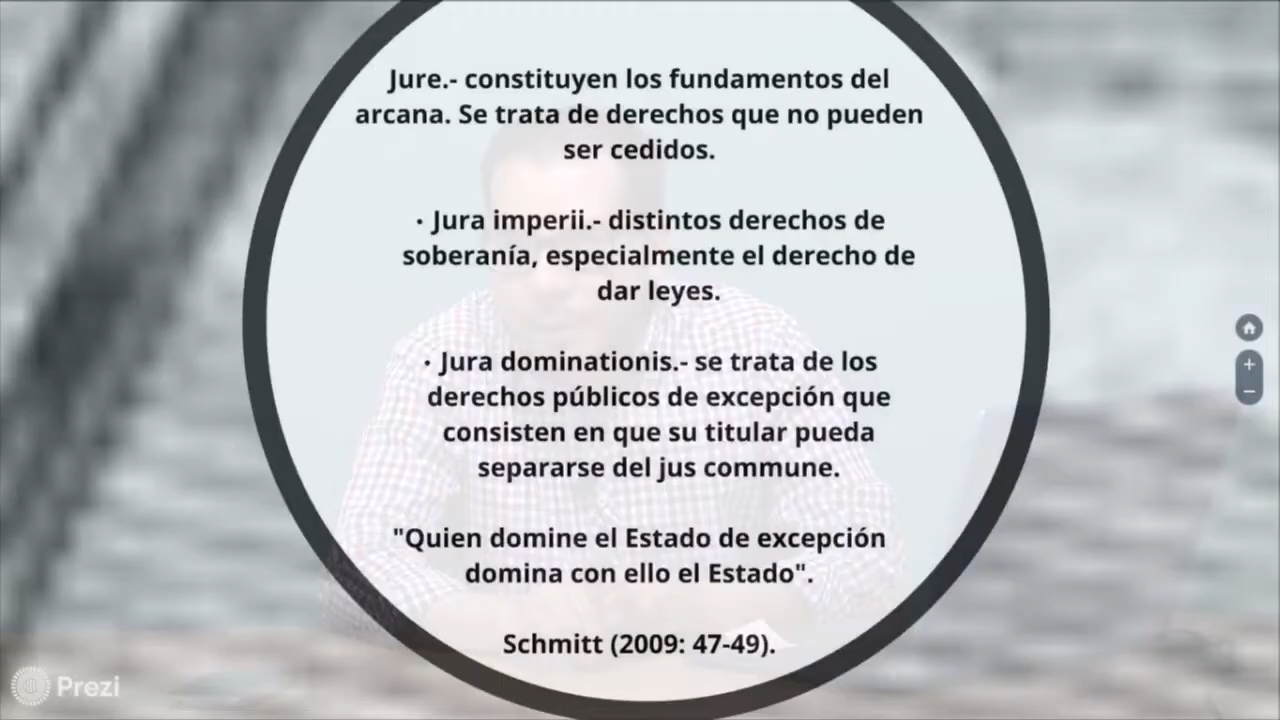 Jure.- constituyen los fundamentos del
arcana. Se trata de derechos que no pueden
ser cedidos.
· Jura imperii.- distintos derechos de
soberanía, especialmente el derecho de
dar leyes.
· Jura dominationis.- se trata de los
derechos públicos de excepción que
consisten en que su titular pueda
separarse del jus commune.
"Quien domine el Estado de excepción
domina con ello el Estado".
Schmitt (2009: 47-49).
Prezi